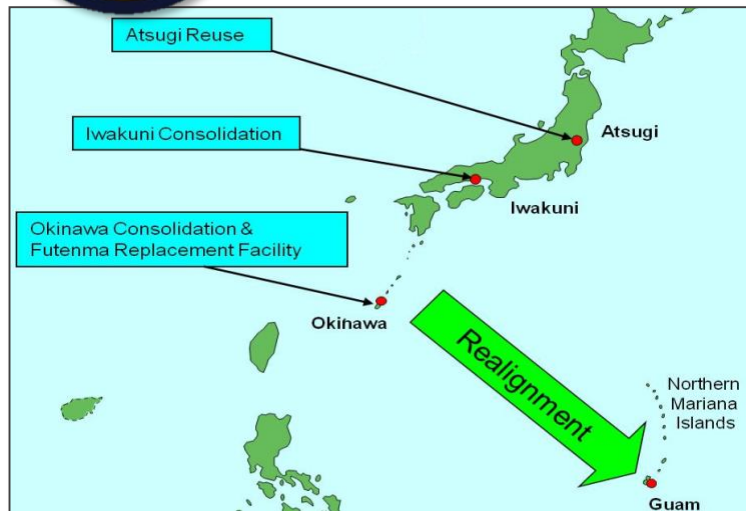 Atsugi Reuse
Atsugi
Iwakuni Consolidation
Iwakuni
Okinawa Consolidation &
Futenma Replacement Facility
Okinawa
Realignment
Northern
Mariana
Islands
Guam